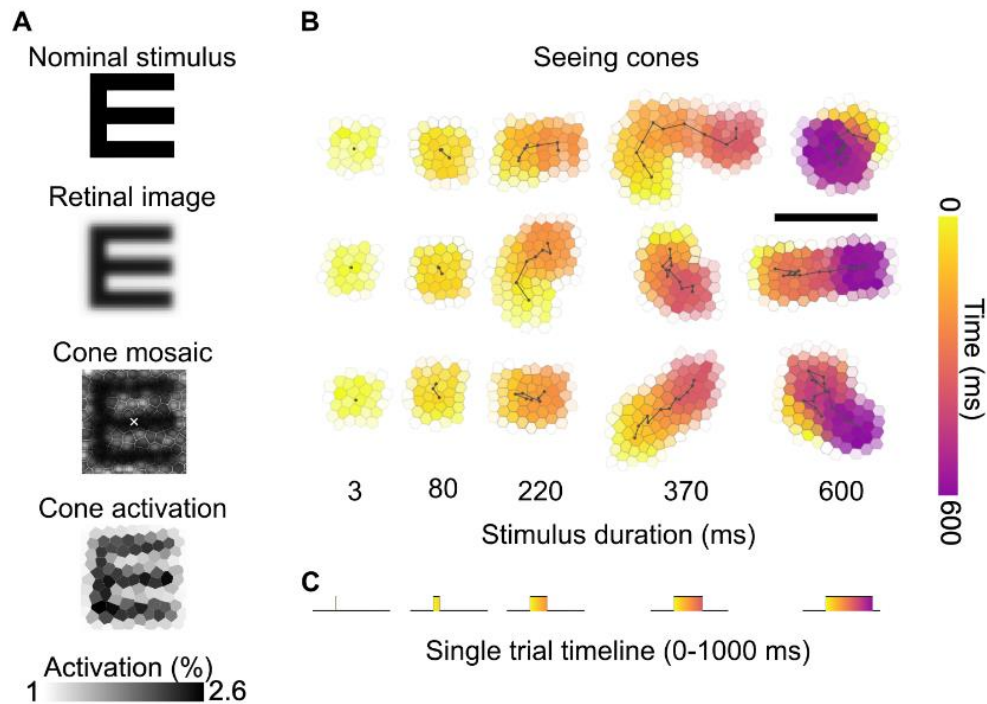 A
Nominal stimulus
Retinal image
Cone mosaic
Cone activation
Activation (%)
1 2.6
B
Seeing cones
0
Time (ms)
600
3 80 220 370 600
Stimulus duration (ms)
C
Single trial timeline (0-1000 ms)